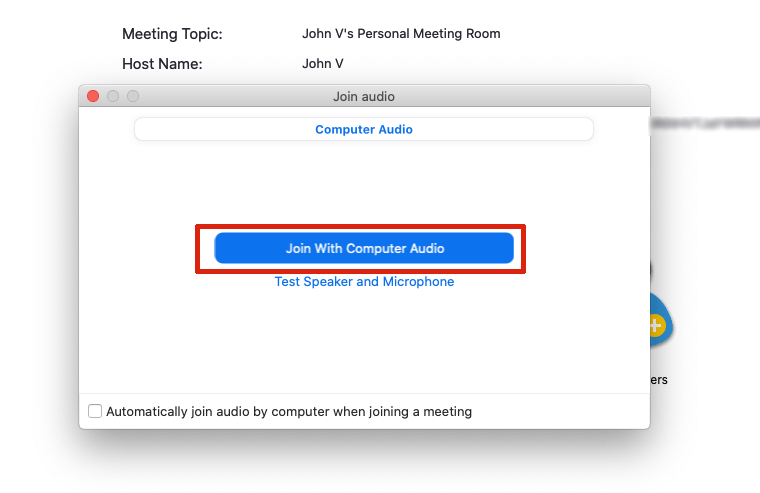 Meeting Topic: John V's Personal Meeting Room
Host Name: John V
Join audio
Computer Audio
Join With Computer Audio
Test Speaker and Microphone
ers
Automatically join audio by computer when joining a meeting